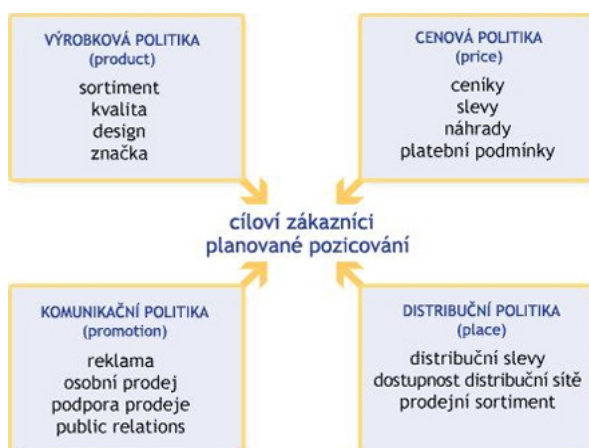 VÝROBKOVÁ POLITIKA
(product)
sortiment
kvalita
design
značka
CENOVÁ POLITIKA
(price)
ceníky
slevy
náhrady
platební podmínky
cíloví zákazníci
planované pozicování
KOMUNIKAČNÍ POLITIKA
(promotion)
reklama
osobní prodej
podpora prodeje
public relations
DISTRIBUČNÍ POLITIKA
(place)
distribuční slevy
dostupnost distribuční sítě
prodejní sortiment